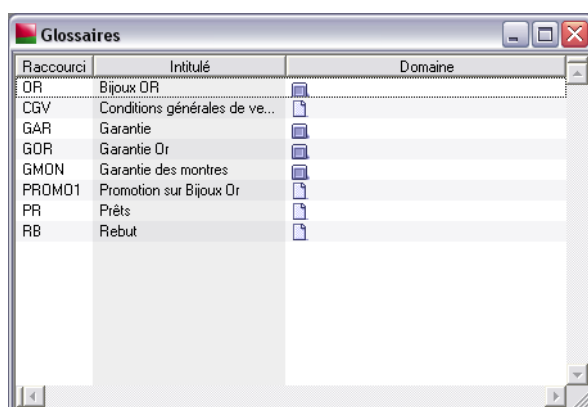 Glossaires
Raccourci Intitulé Domaine
OR Bijoux OR
CGV Conditions générales de ve...
GAR Garantie
GOR Garantie Or
GMON Garantie des montres
PROMO1 Promotion sur Bijoux Or
PR Prêts
RB Rebut